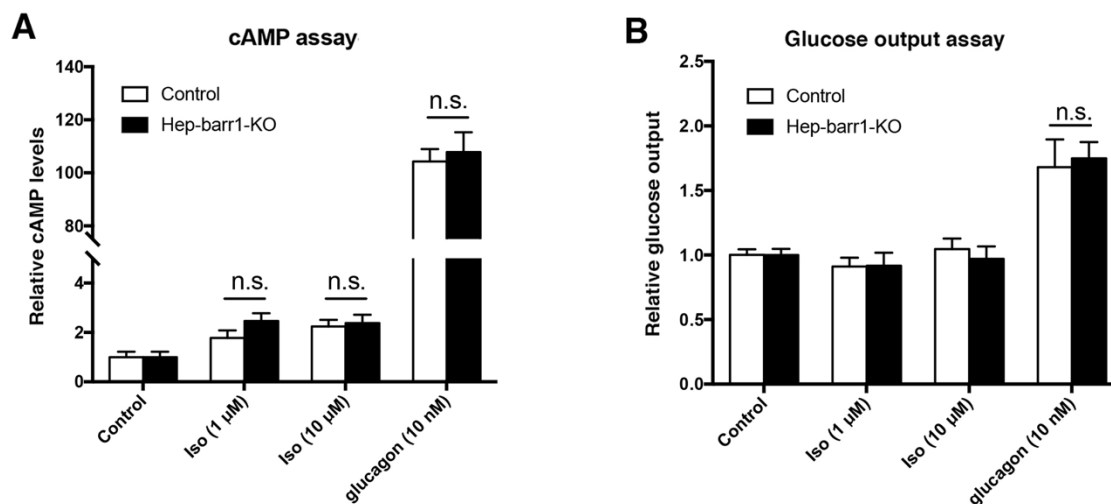 A
cAMP assay
Relative cAMP levels
140
120
100
80
4
2
0
Control
Hep-barr1-KO
n.s.
n.s.
n.s.
Control
Iso (1 µM)
Iso (10 µM)
glucagon (10 nM)
B
Glucose output assay
Relative glucose output
2.5
2.0
1.5
1.0
0.5
0.0
Control
Hep-barr1-KO
n.s.
Control
Iso (1 µM)
Iso (10 µM)
glucagon (10 nM)